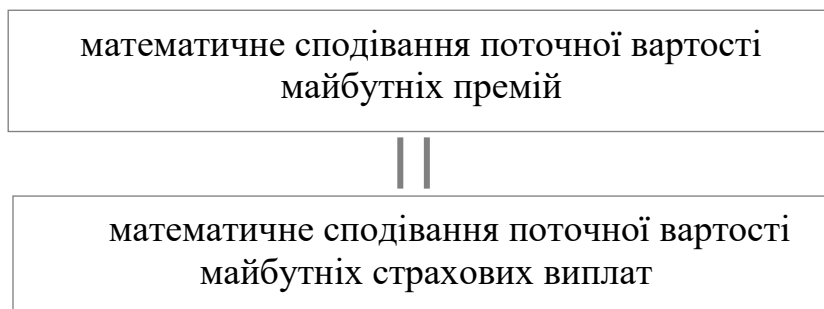 математичне сподівання поточної вартості
майбутніх премій
математичне сподівання поточної вартості
майбутніх страхових виплат